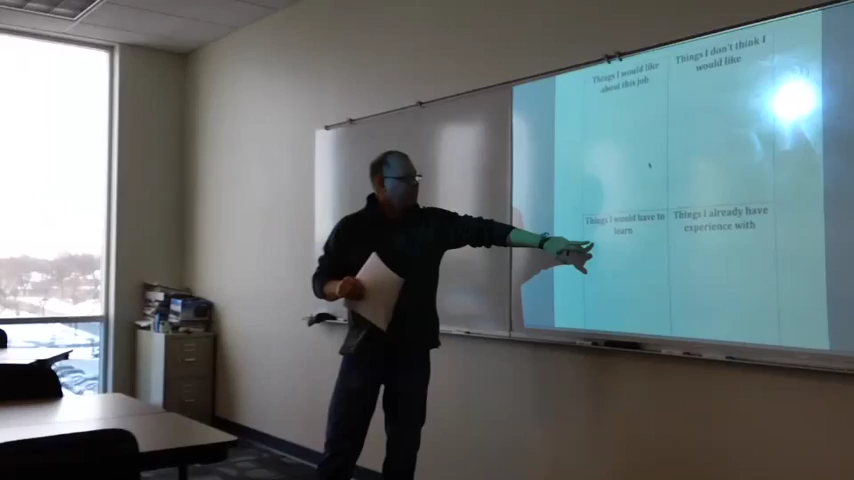 Things I would like
about this job
Things I don't think I
would like
Things I would have to
learn
Things I already have
experience with